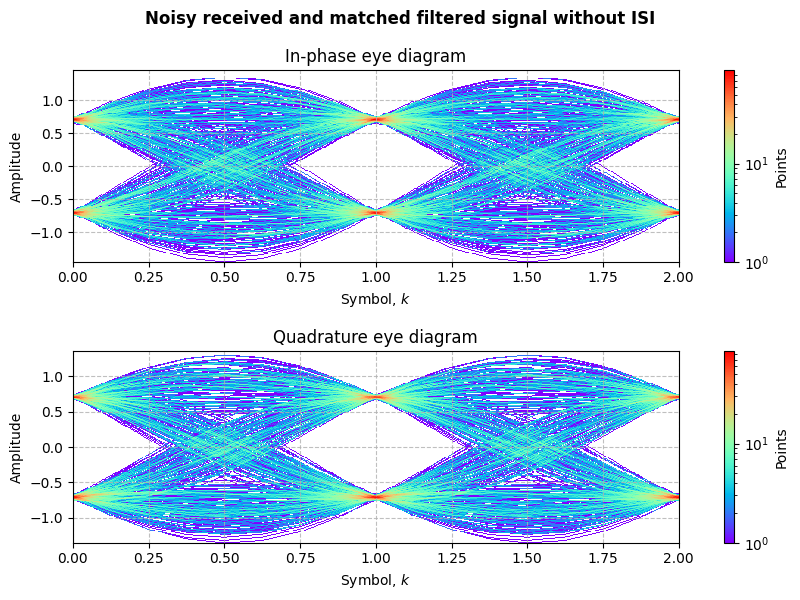 Noisy received and matched filtered signal without ISI
In-phase eye diagram
1.0
0.5
0.0
−0.5
−1.0
Amplitude
0.00 0.25 0.50 0.75 1.00 1.25 1.50 1.75 2.00
Symbol, k
10¹
10⁰
Points
Quadrature eye diagram
1.0
0.5
0.0
−0.5
−1.0
Amplitude
0.00 0.25 0.50 0.75 1.00 1.25 1.50 1.75 2.00
Symbol, k
10¹
10⁰
Points